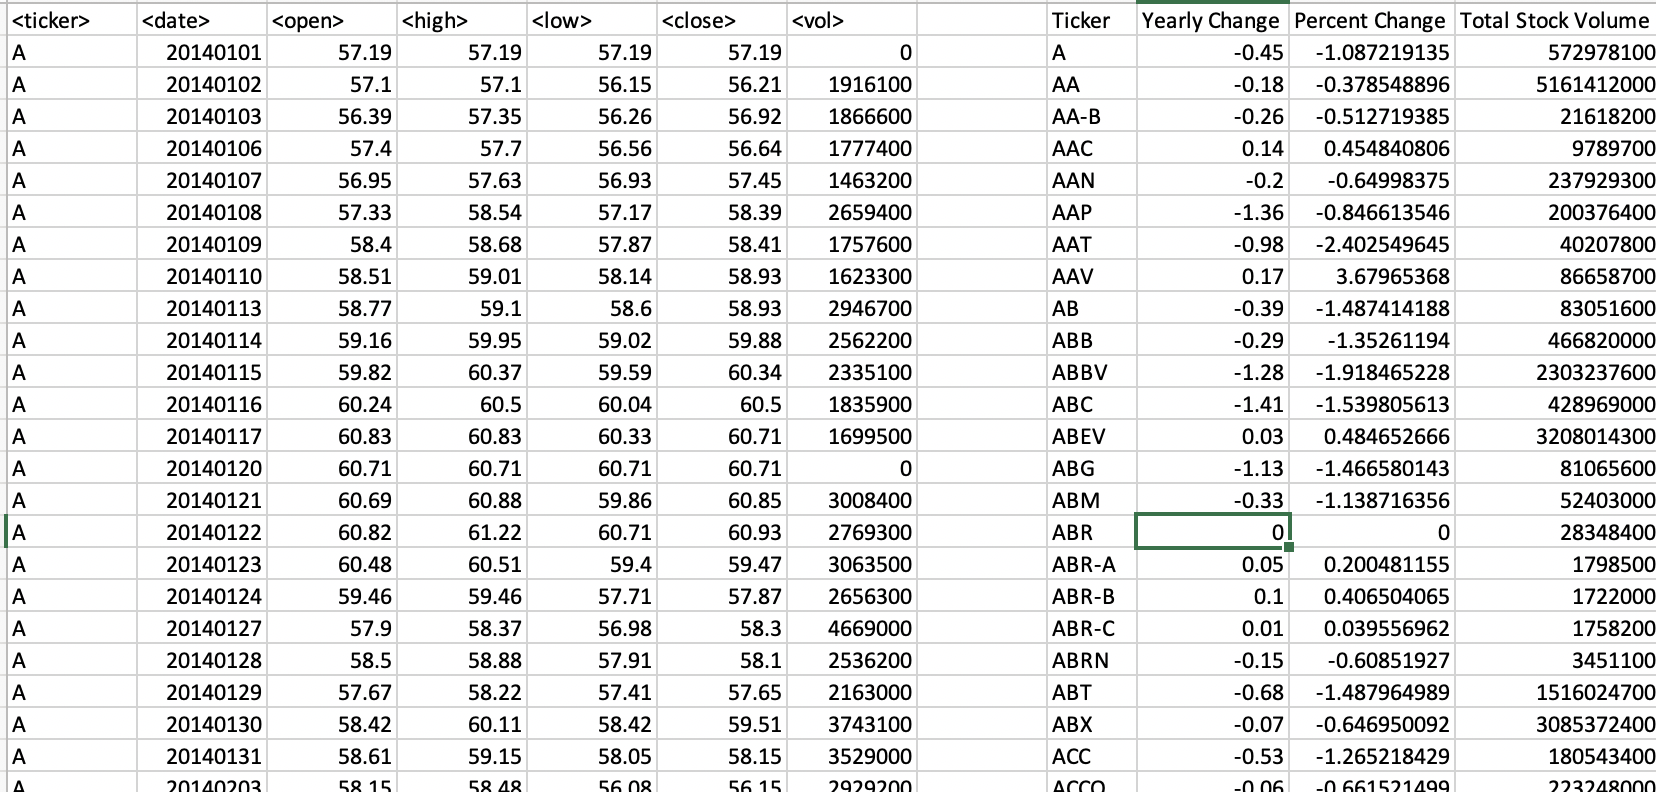 <ticker> <date> <open> <high> <low> <close> <vol> Ticker Yearly Change Percent Change Total Stock Volume
A 20140101 57.19 57.19 57.19 57.19 0 A -0.45 -1.087219135 572978100
A 20140102 57.1 57.1 56.15 56.21 1916100 AA -0.18 -0.378548896 5161412000
A 20140103 56.39 57.35 56.26 56.92 1866600 AA-B -0.26 -0.512719385 21618200
A 20140106 57.4 57.7 56.56 56.64 1777400 AAC 0.14 0.454840806 9789700
A 20140107 56.95 57.63 56.93 57.45 1463200 AAN -0.2 -0.64998375 237929300
A 20140108 57.33 58.54 57.17 58.39 2659400 AAP -1.36 -0.846613546 200376400
A 20140109 58.4 58.68 57.87 58.41 1757600 AAT -0.98 -2.402549645 40207800
A 20140110 58.51 59.01 58.14 58.93 1623300 AAV 0.17 3.67965368 86658700
A 20140113 58.77 59.1 58.6 58.93 2946700 AB -0.39 -1.487414188 83051600
A 20140114 59.16 59.95 59.02 59.88 2562200 ABB -0.29 -1.35261194 466820000
A 20140115 59.82 60.37 59.59 60.34 2335100 ABBV -1.28 -1.918465228 2303237600
A 20140116 60.24 60.5 60.04 60.5 1835900 ABC -1.41 -1.539805613 428969000
A 20140117 60.83 60.83 60.33 60.71 1699500 ABEV 0.03 0.484652666 3208014300
A 20140120 60.71 60.71 60.71 60.71 0 ABG -1.13 -1.466580143 81065600
A 20140121 60.69 60.88 59.86 60.85 3008400 ABM -0.33 -1.138716356 52403000
A 20140122 60.82 61.22 60.71 60.93 2769300 ABR 0 0 28348400
A 20140123 60.48 60.51 59.4 59.47 3063500 ABR-A 0.05 0.200481155 1798500
A 20140124 59.46 59.46 57.71 57.87 2656300 ABR-B 0.1 0.406504065 1722000
A 20140127 57.9 58.37 56.98 58.3 4669000 ABR-C 0.01 0.039556962 1758200
A 20140128 58.5 58.88 57.91 58.1 2536200 ABRN -0.15 -0.60851927 3451100
A 20140129 57.67 58.22 57.41 57.65 2163000 ABT -0.68 -1.487964989 1516024700
A 20140130 58.42 60.11 58.42 59.51 3743100 ABX -0.07 -0.646950092 3085372400
A 20140131 58.61 59.15 58.05 58.15 3529000 ACC -0.53 -1.265218429 180543400
A 20140203 58.15 58.48 56.08 56.15 2929200 ACCO -0.06 -0.661521499 223248000